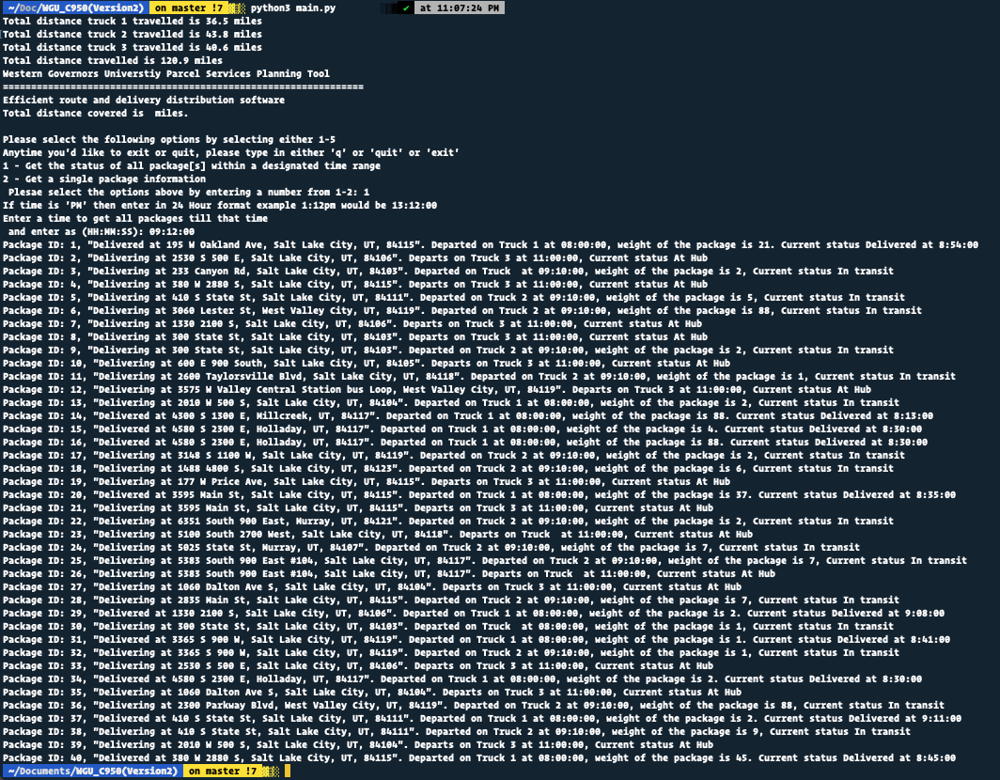 ~/Doc/WGU_C950(Version2) on master !7 python3 main.py ✔ at 11:07:24 PM
Total distance truck 1 travelled is 36.5 miles
Total distance truck 2 travelled is 43.8 miles
Total distance truck 3 travelled is 40.6 miles
Total distance travelled is 120.9 miles
Western Governors Universtiy Parcel Services Planning Tool
================================================================
Efficient route and delivery distribution software
Total distance covered is  miles.
Please select the following options by selecting either 1-5
Anytime you'd like to exit or quit, please type in either 'q' or 'quit' or 'exit'
1 - Get the status of all package[s] within a designated time range
2 - Get a single package information
Plesae select the options above by entering a number from 1-2: 1
If time is 'PM' then enter in 24 Hour format example 1:12pm would be 13:12:00
Enter a time to get all packages till that time
and enter as (HH:MM:SS): 09:12:00
Package ID: 1, "Delivered at 195 W Oakland Ave, Salt Lake City, UT, 84115". Departed on Truck 1 at 08:00:00, weight of the package is 21. Current status Delivered at 8:54:00
Package ID: 2, "Delivering at 2530 S 500 E, Salt Lake City, UT, 84106". Departs on Truck 3 at 11:00:00, Current status At Hub
Package ID: 3, "Delivering at 233 Canyon Rd, Salt Lake City, UT, 84103". Departed on Truck  at 09:10:00, weight of the package is 2, Current status In transit
Package ID: 4, "Delivering at 380 W 2880 S, Salt Lake City, UT, 84115". Departs on Truck 3 at 11:00:00, Current status At Hub
Package ID: 5, "Delivering at 410 S State St, Salt Lake City, UT, 84111". Departed on Truck 2 at 09:10:00, weight of the package is 5, Current status In transit
Package ID: 6, "Delivering at 3060 Lester St, West Valley City, UT, 84119". Departed on Truck 2 at 09:10:00, weight of the package is 88, Current status In transit
Package ID: 7, "Delivering at 1330 2100 S, Salt Lake City, UT, 84106". Departs on Truck 3 at 11:00:00, Current status At Hub
Package ID: 8, "Delivering at 300 State St, Salt Lake City, UT, 84103". Departs on Truck 3 at 11:00:00, Current status At Hub
Package ID: 9, "Delivering at 300 State St, Salt Lake City, UT, 84103". Departed on Truck 2 at 09:10:00, weight of the package is 2, Current status In transit
Package ID: 10, "Delivering at 600 E 900 South, Salt Lake City, UT, 84105". Departs on Truck 3 at 11:00:00, Current status At Hub
Package ID: 11, "Delivering at 2600 Taylorsville Blvd, Salt Lake City, UT, 84118". Departed on Truck 2 at 09:10:00, weight of the package is 1, Current status In transit
Package ID: 12, "Delivering at 3575 W Valley Central Station bus Loop, West Valley City, UT, 84119". Departs on Truck 3 at 11:00:00, Current status At Hub
Package ID: 13, "Delivering at 2010 W 500 S, Salt Lake City, UT, 84104". Departed on Truck 1 at 08:00:00, weight of the package is 2, Current status In transit
Package ID: 14, "Delivered at 4300 S 1300 E, Millcreek, UT, 84117". Departed on Truck 1 at 08:00:00, weight of the package is 88. Current status Delivered at 8:13:00
Package ID: 15, "Delivered at 4580 S 2300 E, Holladay, UT, 84117". Departed on Truck 1 at 08:00:00, weight of the package is 4. Current status Delivered at 8:30:00
Package ID: 16, "Delivered at 4580 S 2300 E, Holladay, UT, 84117". Departed on Truck 1 at 08:00:00, weight of the package is 88. Current status Delivered at 8:30:00
Package ID: 17, "Delivering at 3148 S 1100 W, Salt Lake City, UT, 84119". Departed on Truck 2 at 09:10:00, weight of the package is 2, Current status In transit
Package ID: 18, "Delivering at 1488 4800 S, Salt Lake City, UT, 84123". Departed on Truck 2 at 09:10:00, weight of the package is 6, Current status In transit
Package ID: 19, "Delivering at 177 W Price Ave, Salt Lake City, UT, 84115". Departs on Truck 3 at 11:00:00, Current status At Hub
Package ID: 20, "Delivered at 3595 Main St, Salt Lake City, UT, 84115". Departed on Truck 1 at 08:00:00, weight of the package is 37. Current status Delivered at 8:35:00
Package ID: 21, "Delivering at 3595 Main St, Salt Lake City, UT, 84115". Departs on Truck 3 at 11:00:00, Current status At Hub
Package ID: 22, "Delivering at 6351 South 900 East, Murray, UT, 84121". Departed on Truck 2 at 09:10:00, weight of the package is 2, Current status In transit
Package ID: 23, "Delivering at 5100 South 2700 West, Salt Lake City, UT, 84118". Departs on Truck  at 11:00:00, Current status At Hub
Package ID: 24, "Delivering at 5025 State St, Murray, UT, 84107". Departed on Truck 2 at 09:10:00, weight of the package is 7, Current status In transit
Package ID: 25, "Delivering at 5383 South 900 East #104, Salt Lake City, UT, 84117". Departed on Truck 2 at 09:10:00, weight of the package is 7, Current status In transit
Package ID: 26, "Delivering at 5383 South 900 East #104, Salt Lake City, UT, 84117". Departs on Truck  at 11:00:00, Current status At Hub
Package ID: 27, "Delivering at 1060 Dalton Ave S, Salt Lake City, UT, 84104". Departs on Truck 3 at 11:00:00, Current status At Hub
Package ID: 28, "Delivering at 2835 Main St, Salt Lake City, UT, 84115". Departed on Truck 2 at 09:10:00, weight of the package is 7, Current status In transit
Package ID: 29, "Delivered at 1330 2100 S, Salt Lake City, UT, 84106". Departed on Truck 1 at 08:00:00, weight of the package is 2. Current status Delivered at 9:08:00
Package ID: 30, "Delivering at 300 State St, Salt Lake City, UT, 84103". Departed on Truck  at 08:00:00, weight of the package is 1, Current status In transit
Package ID: 31, "Delivered at 3365 S 900 W, Salt Lake City, UT, 84119". Departed on Truck 1 at 08:00:00, weight of the package is 1. Current status Delivered at 8:41:00
Package ID: 32, "Delivering at 3365 S 900 W, Salt Lake City, UT, 84119". Departed on Truck 2 at 09:10:00, weight of the package is 1, Current status In transit
Package ID: 33, "Delivering at 2530 S 500 E, Salt Lake City, UT, 84106". Departs on Truck 3 at 11:00:00, Current status At Hub
Package ID: 34, "Delivered at 4580 S 2300 E, Holladay, UT, 84117". Departed on Truck 1 at 08:00:00, weight of the package is 2. Current status Delivered at 8:30:00
Package ID: 35, "Delivering at 1060 Dalton Ave S, Salt Lake City, UT, 84104". Departs on Truck 3 at 11:00:00, Current status At Hub
Package ID: 36, "Delivering at 2300 Parkway Blvd, West Valley City, UT, 84119". Departed on Truck 2 at 09:10:00, weight of the package is 88, Current status In transit
Package ID: 37, "Delivered at 410 S State St, Salt Lake City, UT, 84111". Departed on Truck 1 at 08:00:00, weight of the package is 2. Current status Delivered at 9:11:00
Package ID: 38, "Delivering at 410 S State St, Salt Lake City, UT, 84111". Departed on Truck 2 at 09:10:00, weight of the package is 9, Current status In transit
Package ID: 39, "Delivering at 2010 W 500 S, Salt Lake City, UT, 84104". Departs on Truck 3 at 11:00:00, Current status At Hub
Package ID: 40, "Delivered at 380 W 2880 S, Salt Lake City, UT, 84115". Departed on Truck 1 at 08:00:00, weight of the package is 45. Current status Delivered at 8:45:00
~/Documents/WGU_C950(Version2) on master !7